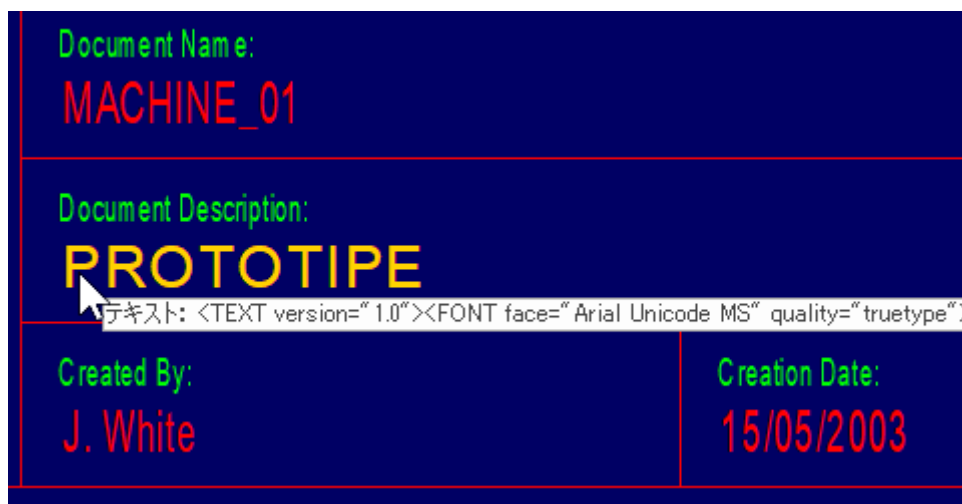 Document Name:
MACHINE_01
Document Description:
PROTOTIPE
テキスト: <TEXT version="1.0"><FONT face="Arial Unicode MS" quality="truetype">
Created By:
Creation Date:
J. White
15/05/2003